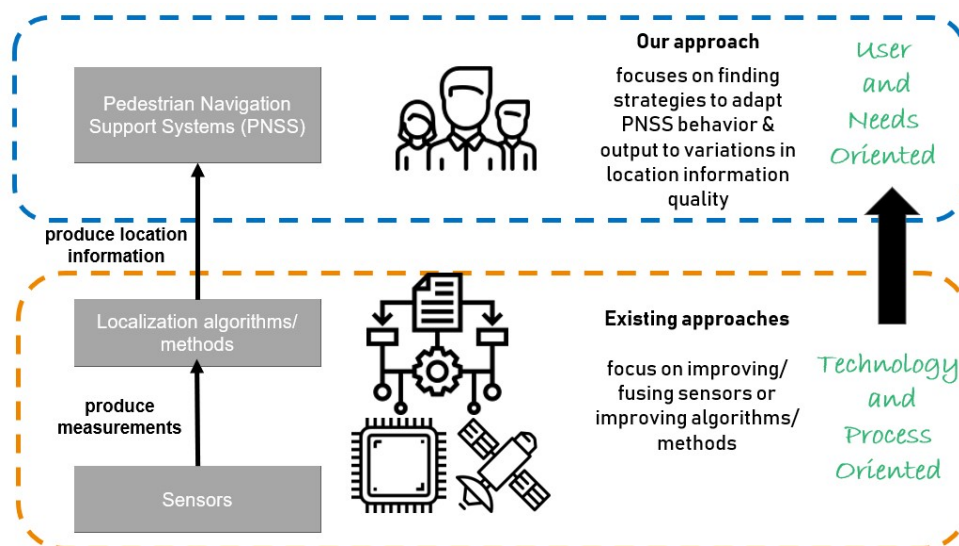 Our approach
focuses on finding
strategies to adapt
PNSS behavior &
output to variations in
location information
quality
User
and
Needs
Oriented
Pedestrian Navigation
Support Systems (PNSS)
produce location
information
Localization algorithms/
methods
produce
measurements
Sensors
Existing approaches
focus on improving/
fusing sensors or
improving algorithms/
methods
Technology
and
Process
Oriented